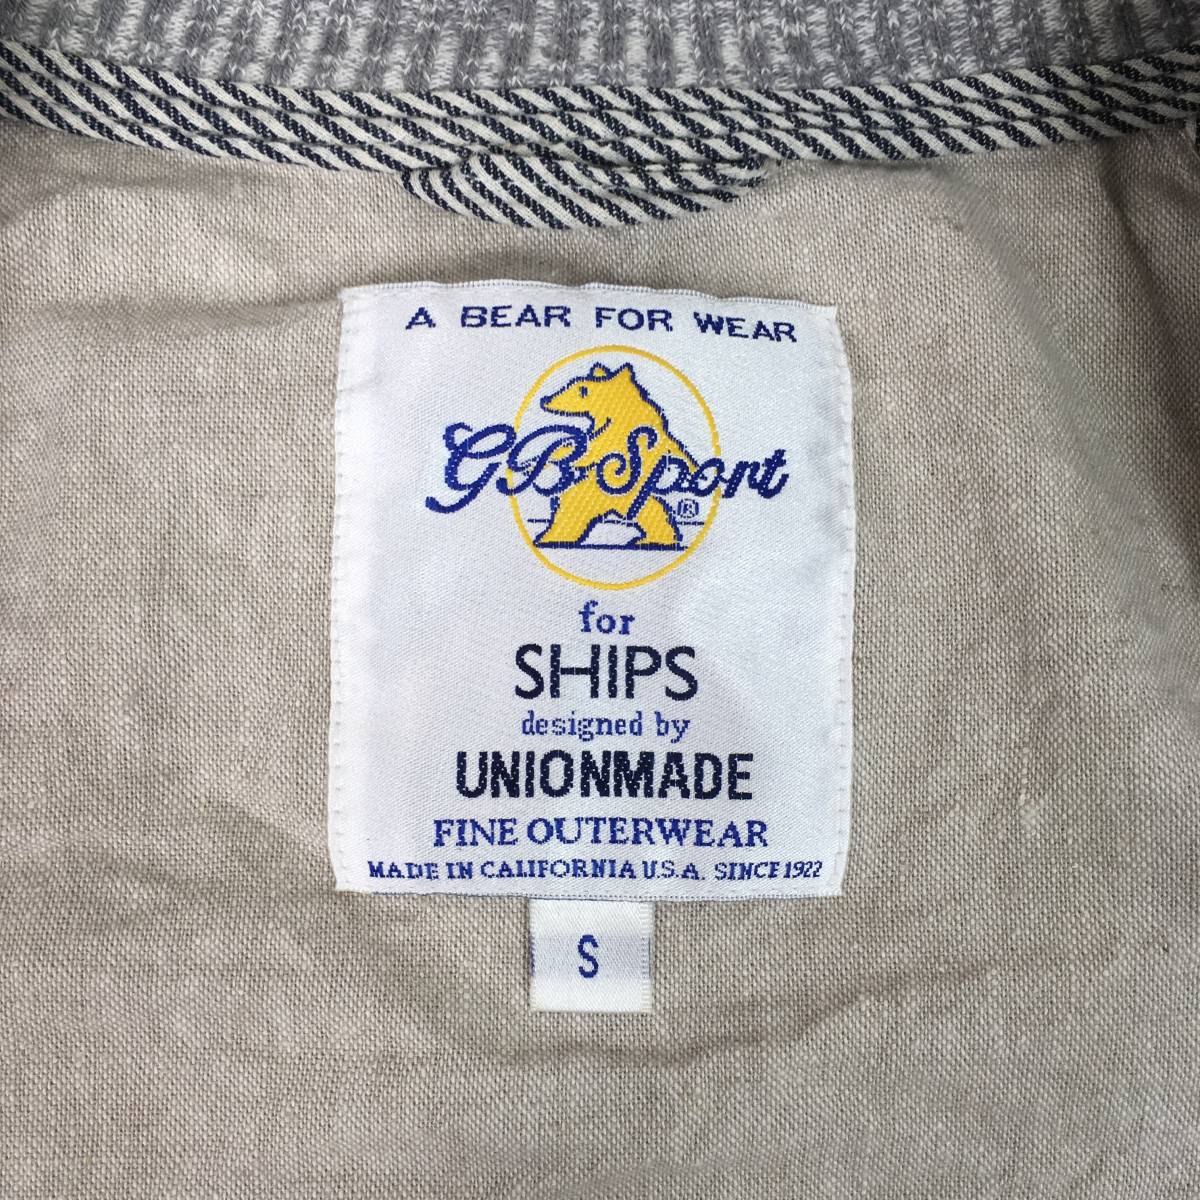 A BEAR FOR WEAR
GB Sport
®
for
SHIPS
designed by
UNIONMADE
FINE OUTERWEAR
MADE IN CALIFORNIA U.S.A. SINCE 1922
S